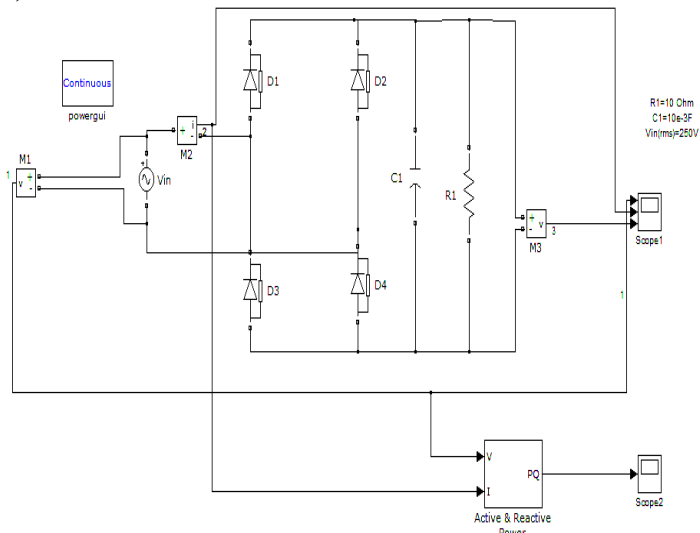 Continuous
powergui
D1
D2
R1=10 Ohm
C1=10e-3F
Vin(rms)=250V
+ i
- 2
M2
M1
1
v
+
-
+
Vin
C1
R1
+
-
v
3
M3
Scope1
D3
D4
1
V
I
PQ
Active & Reactive
Power
Scope2